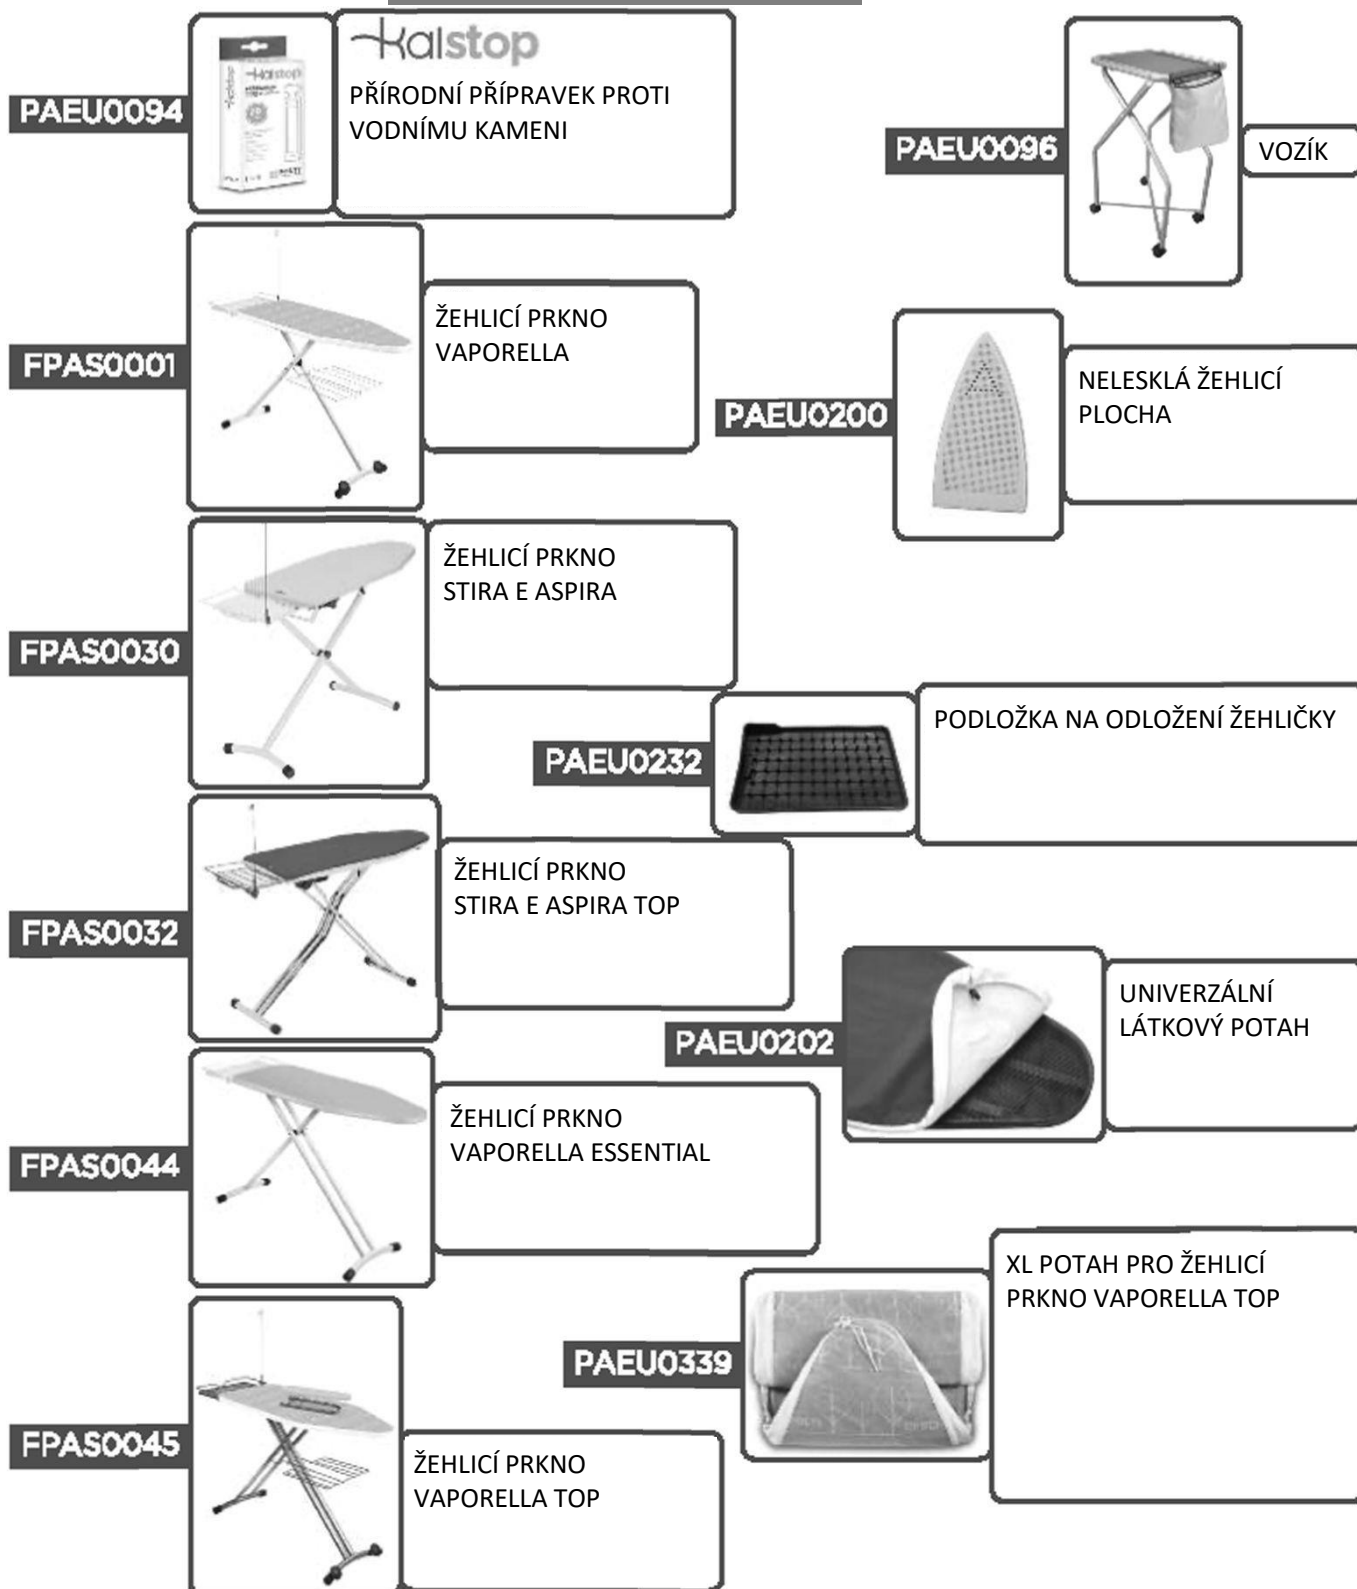 PAEU0094
Kalstop
Kalstop
PŘÍRODNÍ PŘÍPRAVEK PROTI
VODNÍMU KAMENI
PAEU0096
VOZÍK
FPAS0001
ŽEHLICÍ PRKNO
VAPORELLA
PAEU0200
NELESKLÁ ŽEHLICÍ
PLOCHA
FPAS0030
ŽEHLICÍ PRKNO
STIRA E ASPIRA
PAEU0232
PODLOŽKA NA ODLOŽENÍ ŽEHLIČKY
FPAS0032
ŽEHLICÍ PRKNO
STIRA E ASPIRA TOP
PAEU0202
UNIVERZÁLNÍ
LÁTKOVÝ POTAH
FPAS0044
ŽEHLICÍ PRKNO
VAPORELLA ESSENTIAL
PAEU0339
XL POTAH PRO ŽEHLICÍ
PRKNO VAPORELLA TOP
FPAS0045
ŽEHLICÍ PRKNO
VAPORELLA TOP